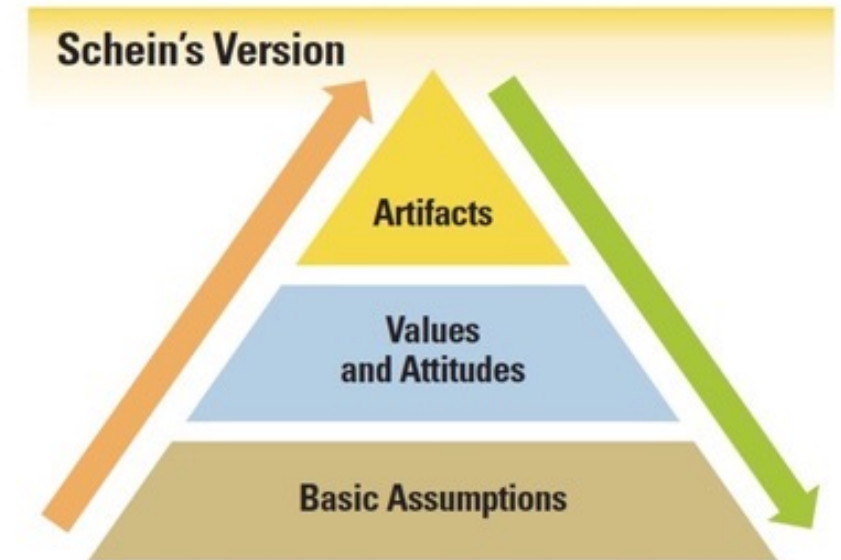 Schein's Version
Artifacts
Values
and Attitudes
Basic Assumptions